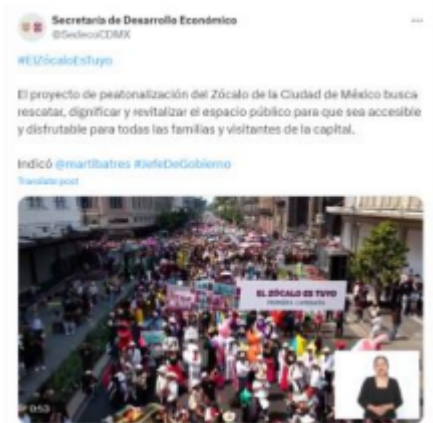 Secretaría de Desarrollo Económico
@SedecoCDMX
#ElZócaloEsTuyo
El proyecto de peatonalización del Zócalo de la Ciudad de México busca
rescatar, dignificar y revitalizar el espacio público para que sea accesible
y disfrutable para todas las familias y visitantes de la capital.
Indicó @martibatres #JefeDeGobierno
Translate post
EL ZÓCALO ES TUYO
PRIMERA CAMINATA
0:53